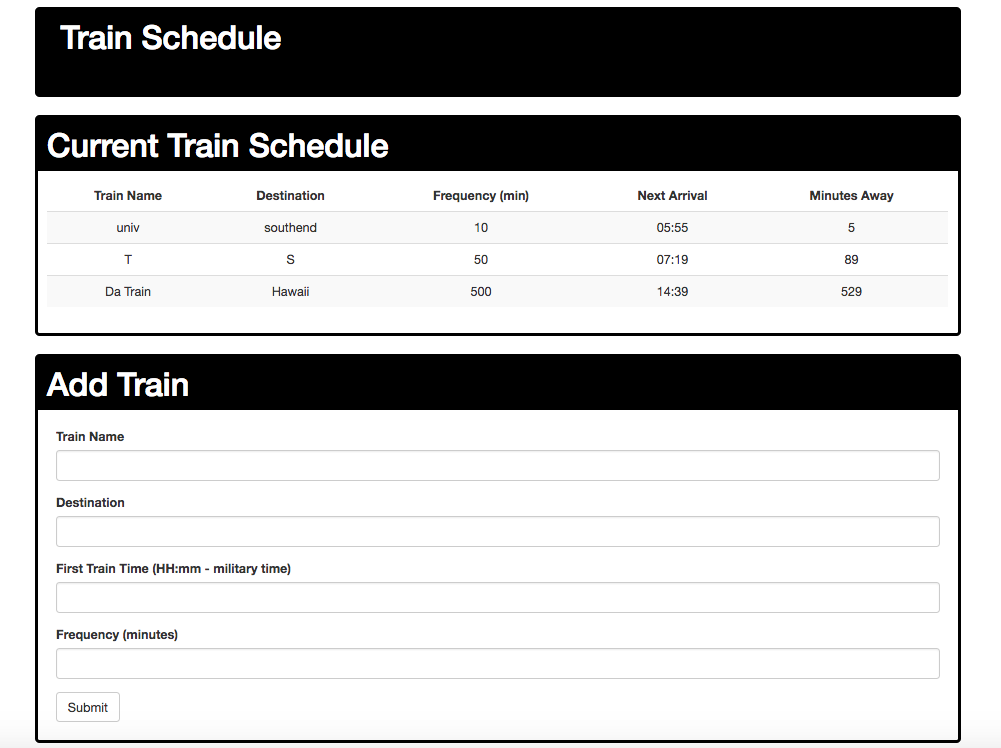 Train Schedule
Current Train Schedule
Train Name Destination Frequency (min) Next Arrival Minutes Away
univ southend 10 05:55 5
T S 50 07:19 89
Da Train Hawaii 500 14:39 529
Add Train
Train Name
Destination
First Train Time (HH:mm - military time)
Frequency (minutes)
Submit